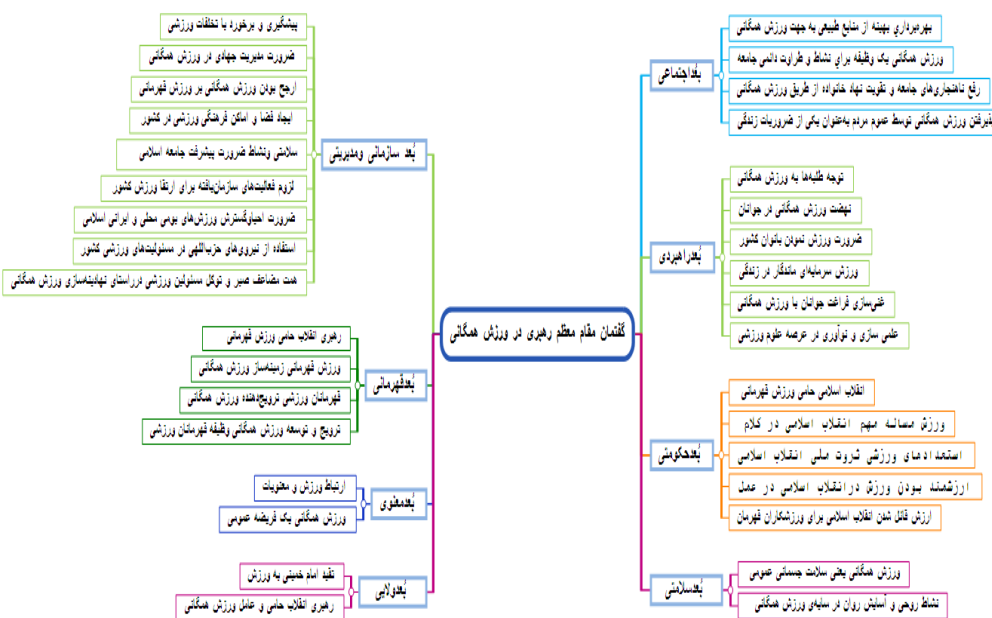 گفتمان مقام معظم رهبری در ورزش همگانی
بُعداجتماعی
بهره‌برداری بهینه از منابع طبیعی به جهت ورزش همگانی
ورزش همگانی یک وظیفه برای نشاط و طراوت دائمی جامعه
رفع ناهنجاری‌های جامعه و تقویت نهاد خانواده از طریق ورزش همگانی
پذیرفتن ورزش همگانی توسط عموم مردم به‌عنوان یکی از ضروریات زندگی
بُعدراهبردی
توجه طلبه‌ها به ورزش همگانی
نهضت ورزش همگانی در جوانان
ضرورت ورزش نمودن بانوان کشور
ورزش سرمایه‌ای ماندگار در زندگی
غنی‌سازی فراغت جوانان با ورزش همگانی
علمی سازی و نوآوری در عرصه علوم ورزشی
بُعدحکومتی
انقلاب اسلامی حامی ورزش قهرمانی
ورزش مساله مهم انقلاب اسلامی در کلام
استعدادهای ورزشی ثروت ملی انقلاب اسلامی
ارزشمند بودن ورزش درانقلاب اسلامی در عمل
ارزش قائل شدن انقلاب اسلامی برای ورزشکاران قهرمان
بُعدسلامتی
ورزش همگانی یعنی سلامت جسمانی عمومی
نشاط روحی و آسایش روان در سایه‌ی ورزش همگانی
بُعد سازمانی ومدیریتی
پیشگیری و برخورد با تخلفات ورزشی
ضرورت مدیریت جهادی در ورزش همگانی
ارجح بودن ورزش همگانی بر ورزش قهرمانی
ایجاد فضا و اماکن فرهنگی ورزشی در کشور
سلامتی ونشاط ضرورت پیشرفت جامعه اسلامی
لزوم فعالیت‌های سازمان‌یافته برای ارتقا ورزش کشور
ضرورت احیاوگسترش ورزش‌های بومی محلی و ایرانی اسلامی
استفاده از نیروی‌های حزب‌اللهی در مسئولیت‌های ورزشی کشور
همت مضاعف صبر و توکل مسئولین ورزشی درراستای نهادینه‌سازی ورزش همگانی
بُعدقهرمانی
رهبری انقلاب حامی ورزش قهرمانی
ورزش قهرمانی زمینه‌ساز ورزش همگانی
قهرمانان ورزشی ترویج‌دهنده ورزش همگانی
ترویج و توسعه ورزش همگانی وظیفه قهرمانان ورزشی
بُعدمعنوی
ارتباط ورزش و معنویات
ورزش همگانی یک فریضه عمومی
بُعدولایی
تقید امام خمینی به ورزش
رهبری انقلاب حامی و عامل ورزش همگانی